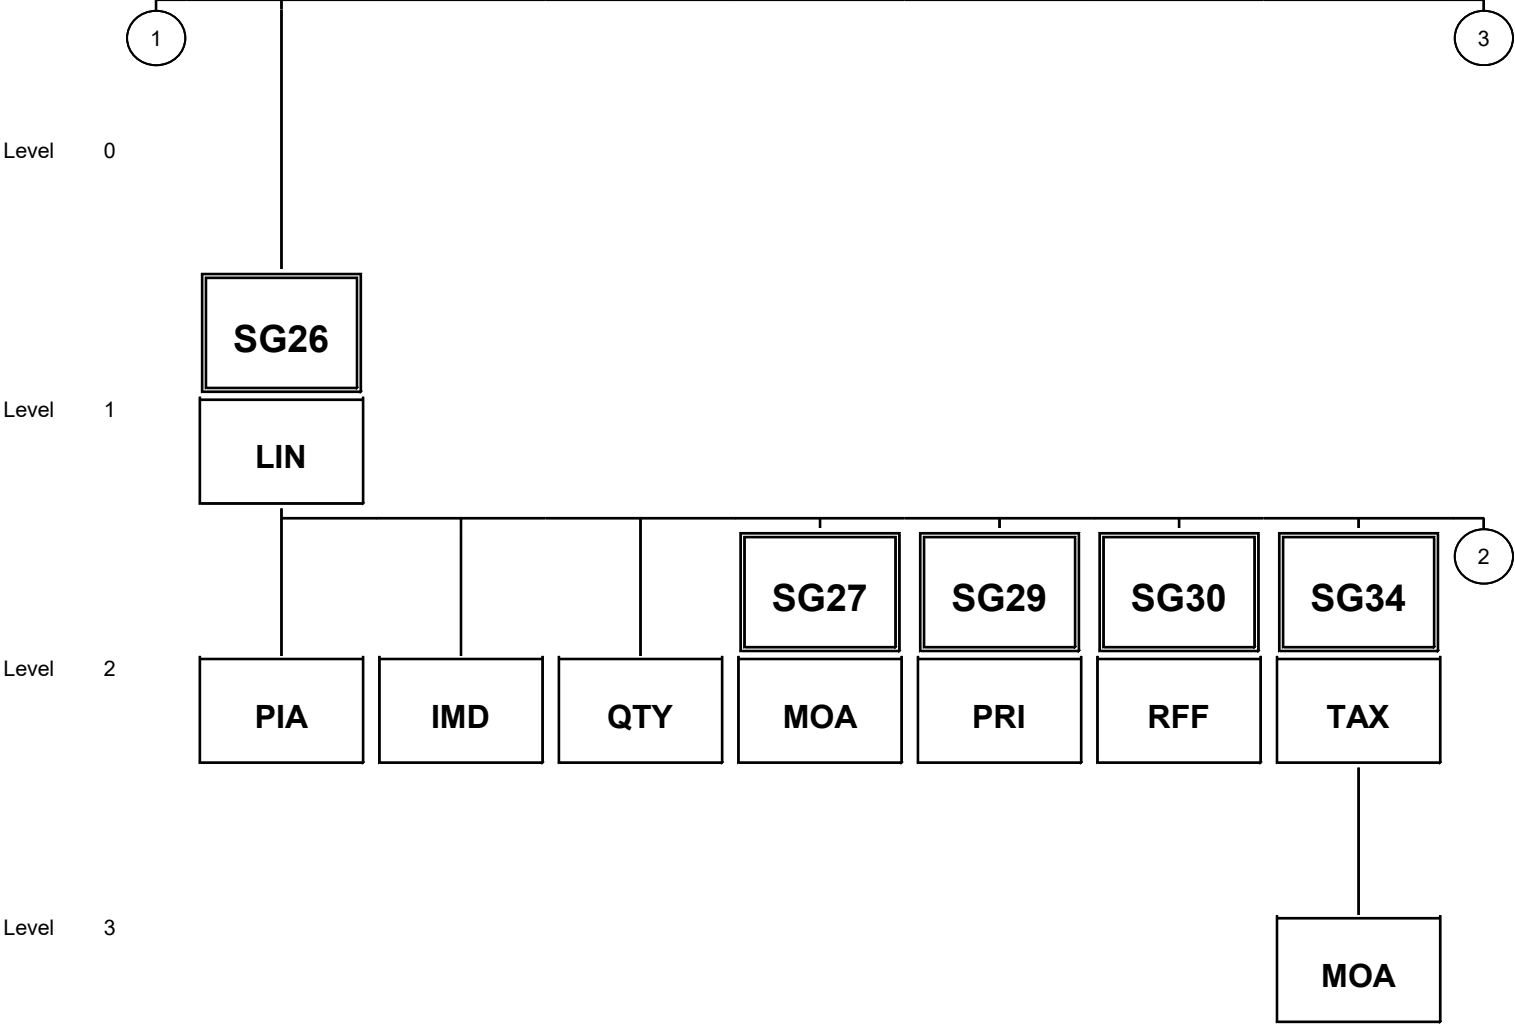 1
3
Level 0
SG26
Level 1
LIN
2
SG27 SG29 SG30 SG34
Level 2
PIA IMD QTY MOA PRI RFF TAX
Level 3
MOA